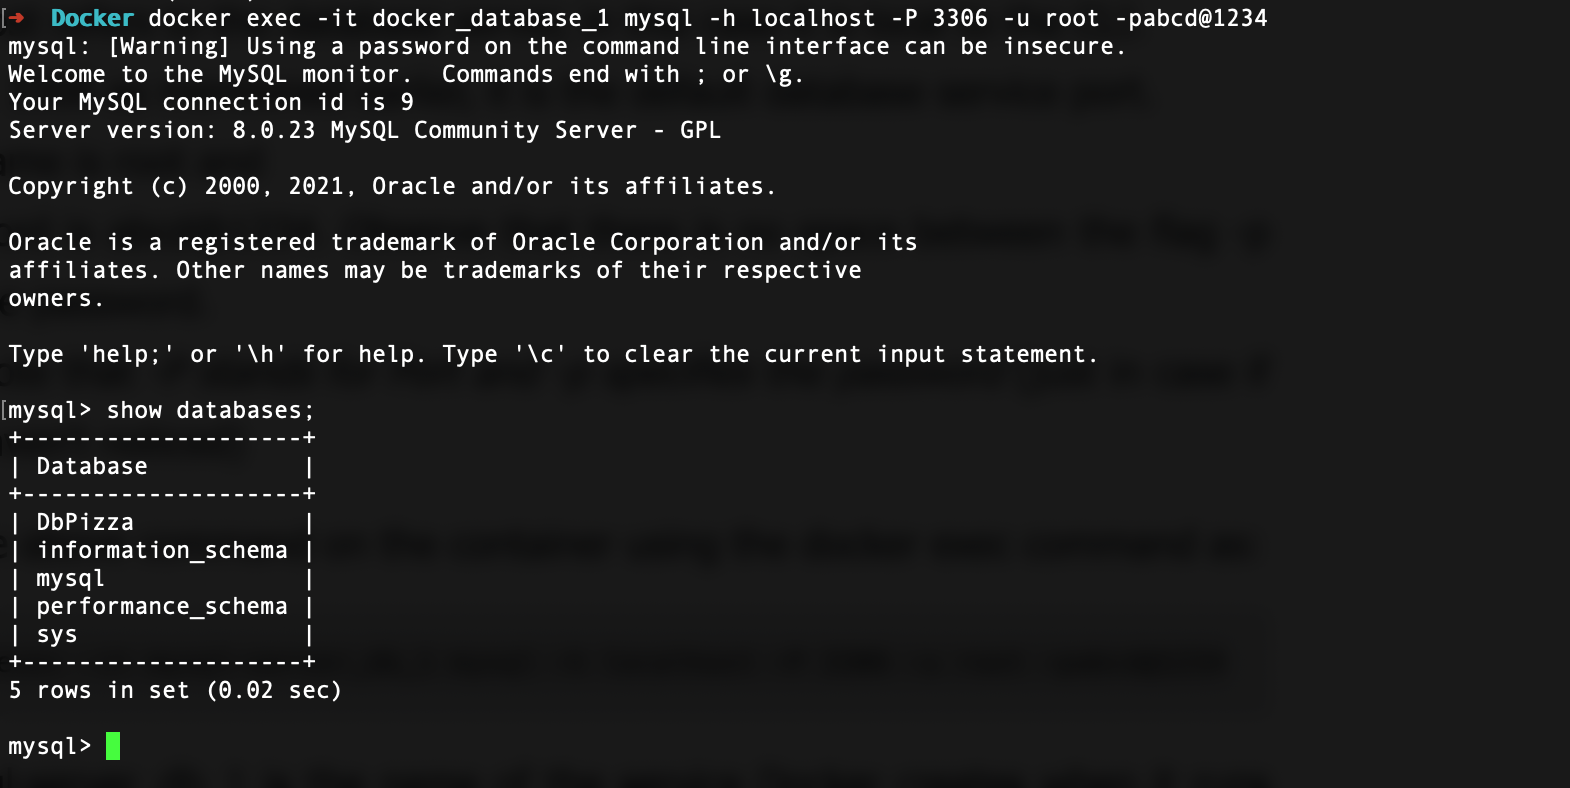 ➜  Docker docker exec -it docker_database_1 mysql -h localhost -P 3306 -u root -pabcd@1234
mysql: [Warning] Using a password on the command line interface can be insecure.
Welcome to the MySQL monitor.  Commands end with ; or \g.
Your MySQL connection id is 9
Server version: 8.0.23 MySQL Community Server - GPL

Copyright (c) 2000, 2021, Oracle and/or its affiliates.

Oracle is a registered trademark of Oracle Corporation and/or its
affiliates. Other names may be trademarks of their respective
owners.

Type 'help;' or '\h' for help. Type '\c' to clear the current input statement.

mysql> show databases;
+--------------------+
| Database           |
+--------------------+
| DbPizza            |
| information_schema |
| mysql              |
| performance_schema |
| sys                |
+--------------------+
5 rows in set (0.02 sec)

mysql>